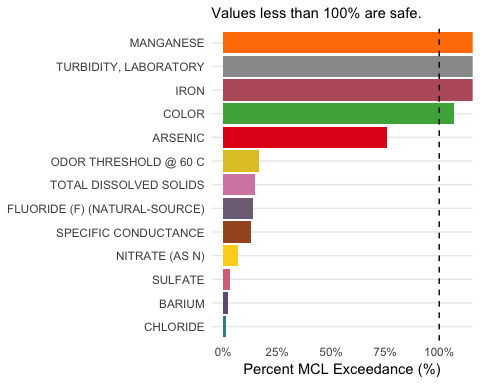 Values less than 100% are safe.
MANGANESE
TURBIDITY, LABORATORY
IRON
COLOR
ARSENIC
ODOR THRESHOLD @ 60 C
TOTAL DISSOLVED SOLIDS
FLUORIDE (F) (NATURAL-SOURCE)
SPECIFIC CONDUCTANCE
NITRATE (AS N)
SULFATE
BARIUM
CHLORIDE
0% 25% 50% 75% 100%
Percent MCL Exceedance (%)